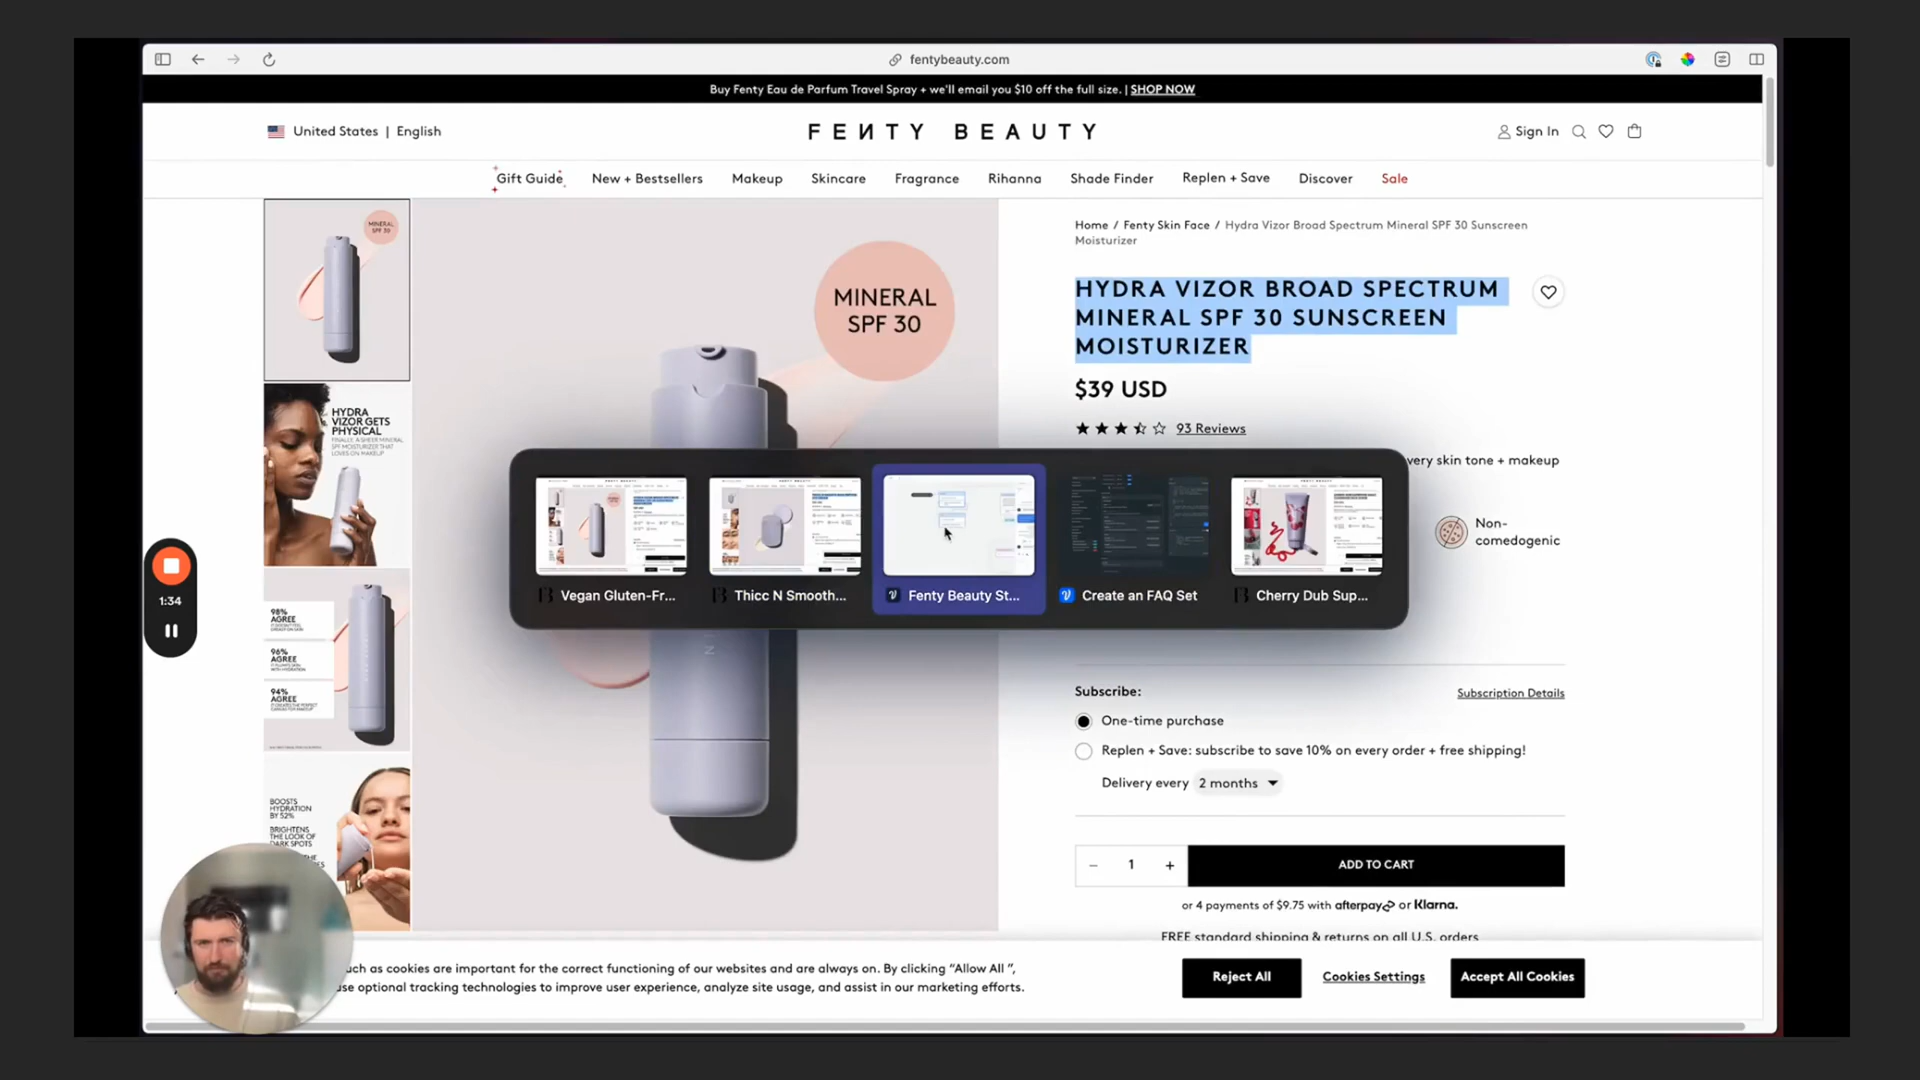 fentybeauty.com
Buy Fenty Eau de Parfum Travel Spray + we'll email you $10 off the full size. | SHOP NOW
United States | English
FENTY BEAUTY
Sign In
Gift Guide
New + Bestsellers
Makeup
Skincare
Fragrance
Rihanna
Shade Finder
Replen + Save
Discover
Sale
MINERAL
SPF 30
HYDRA
VIZOR GETS
PHYSICAL
98%
AGREE
96%
AGREE
94%
AGREE
BOOSTS
HYDRATION
BY 52%
BRIGHTENS
THE LOOK OF
DARK SPOTS
MINERAL
SPF 30
Home / Fenty Skin Face / Hydra Vizor Broad Spectrum Mineral SPF 30 Sunscreen
Moisturizer
HYDRA VIZOR BROAD SPECTRUM
MINERAL SPF 30 SUNSCREEN
MOISTURIZER
$39 USD
93 Reviews
very skin tone + makeup
Non-
comedogenic
Vegan Gluten-Fr...
Thicc N Smooth...
Fenty Beauty St...
Create an FAQ Set
Cherry Dub Sup...
1:34
Subscribe:
Subscription Details
One-time purchase
Replen + Save: subscribe to save 10% on every order + free shipping!
Delivery every 2 months
− 1 +
ADD TO CART
or 4 payments of $9.75 with afterpay or Klarna.
FREE standard shipping & returns on all U.S. orders
such as cookies are important for the correct functioning of our websites and are always on. By clicking “Allow All ”,
use optional tracking technologies to improve user experience, analyze site usage, and assist in our marketing efforts.
Reject All
Cookies Settings
Accept All Cookies